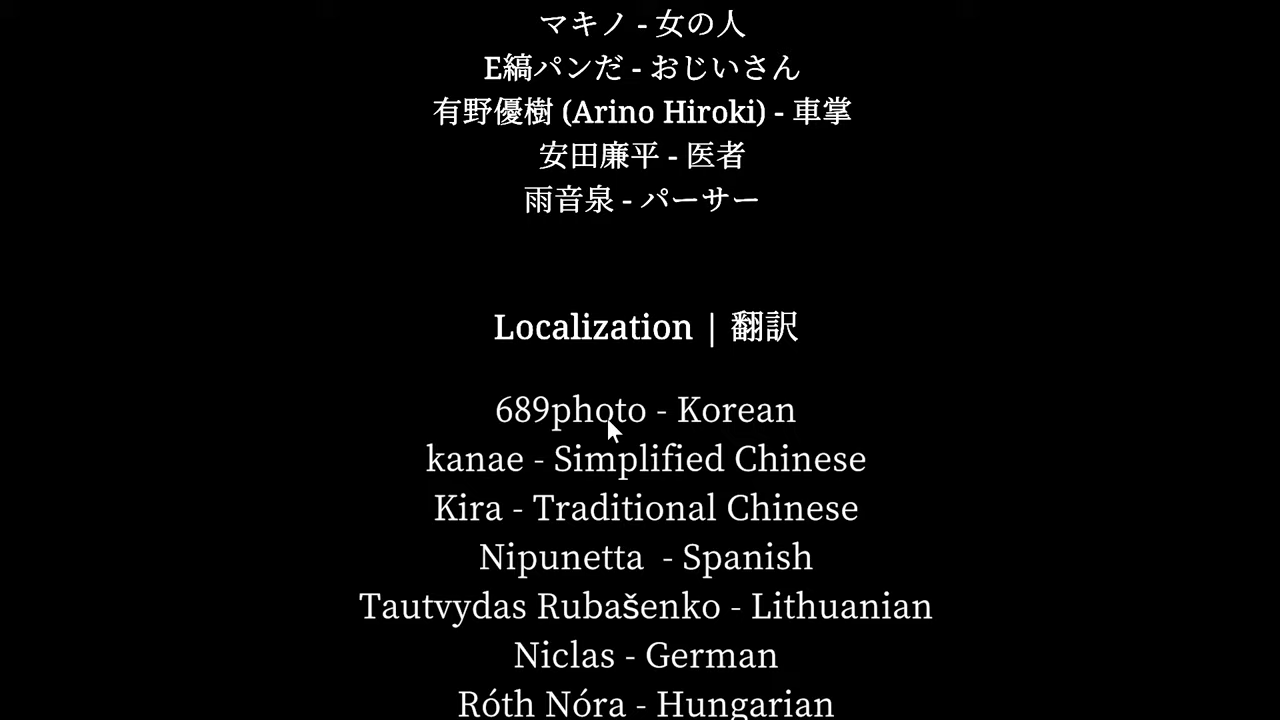 マキノ - 女の人
E縞パンだ - おじいさん
有野優樹 (Arino Hiroki) - 車掌
安田廉平 - 医者
雨音泉 - パーサー
Localization | 翻訳
689photo - Korean
kanae - Simplified Chinese
Kira - Traditional Chinese
Nipunetta - Spanish
Tautvydas Rubašenko - Lithuanian
Niclas - German
Róth Nóra - Hungarian